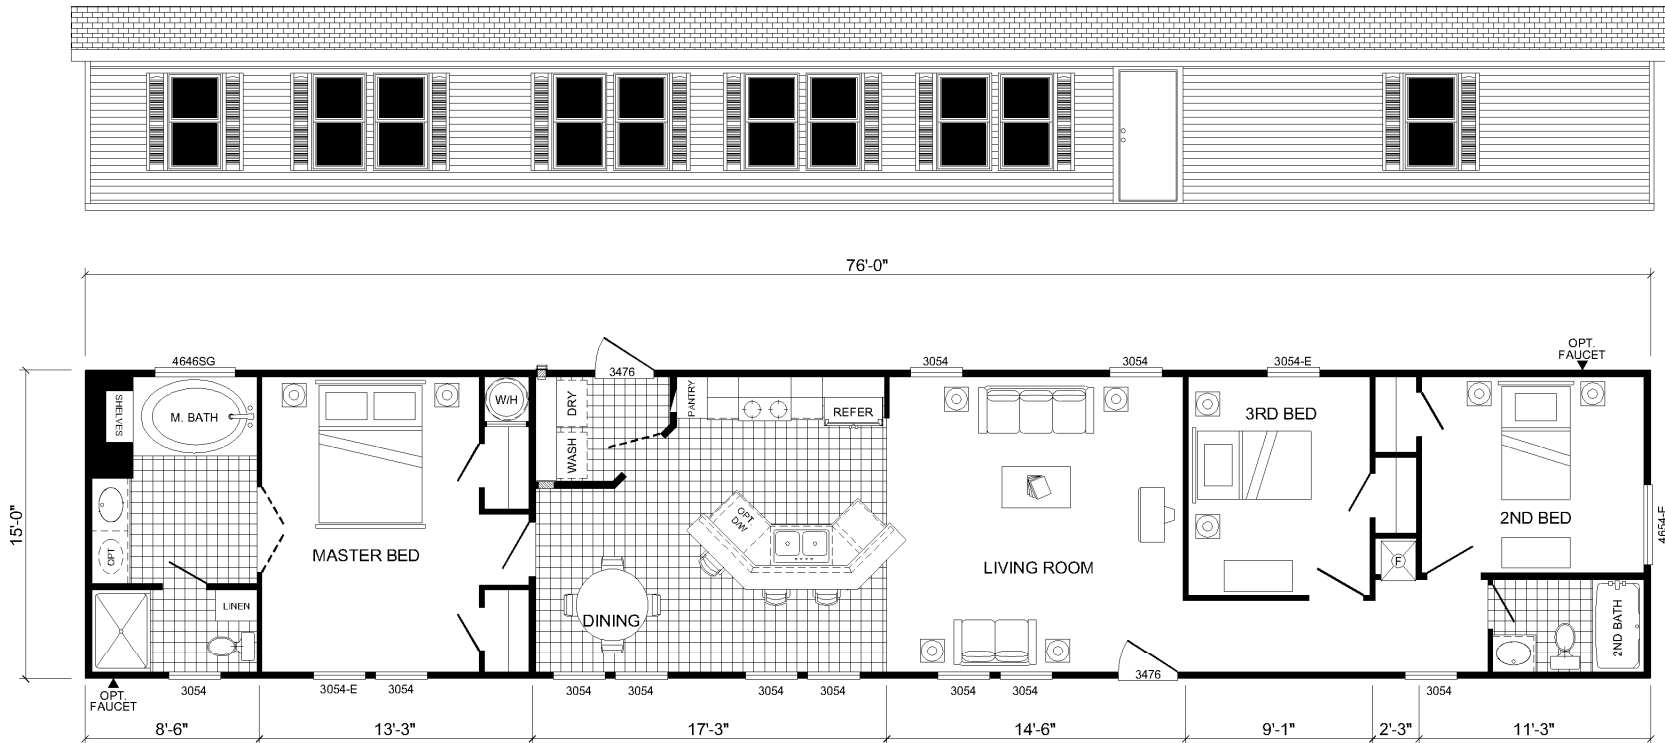 76'-0"
OPT.
FAUCET
4646SG
3476
3054
3054
3054-E
15'-0"
SHELVES
M. BATH
W/H
DRY
WASH
PANTRY
REFER
3RD BED
2ND BED
4654-E
OPT
OPT.
D/W
MASTER BED
LIVING ROOM
F
LINEN
DINING
2ND BATH
3476
3054
3054-E
3054
3054
3054
3054
3054
3054
3054
3054
OPT.
FAUCET
8'-6"
13'-3"
17'-3"
14'-6"
9'-1"
2'-3"
11'-3"